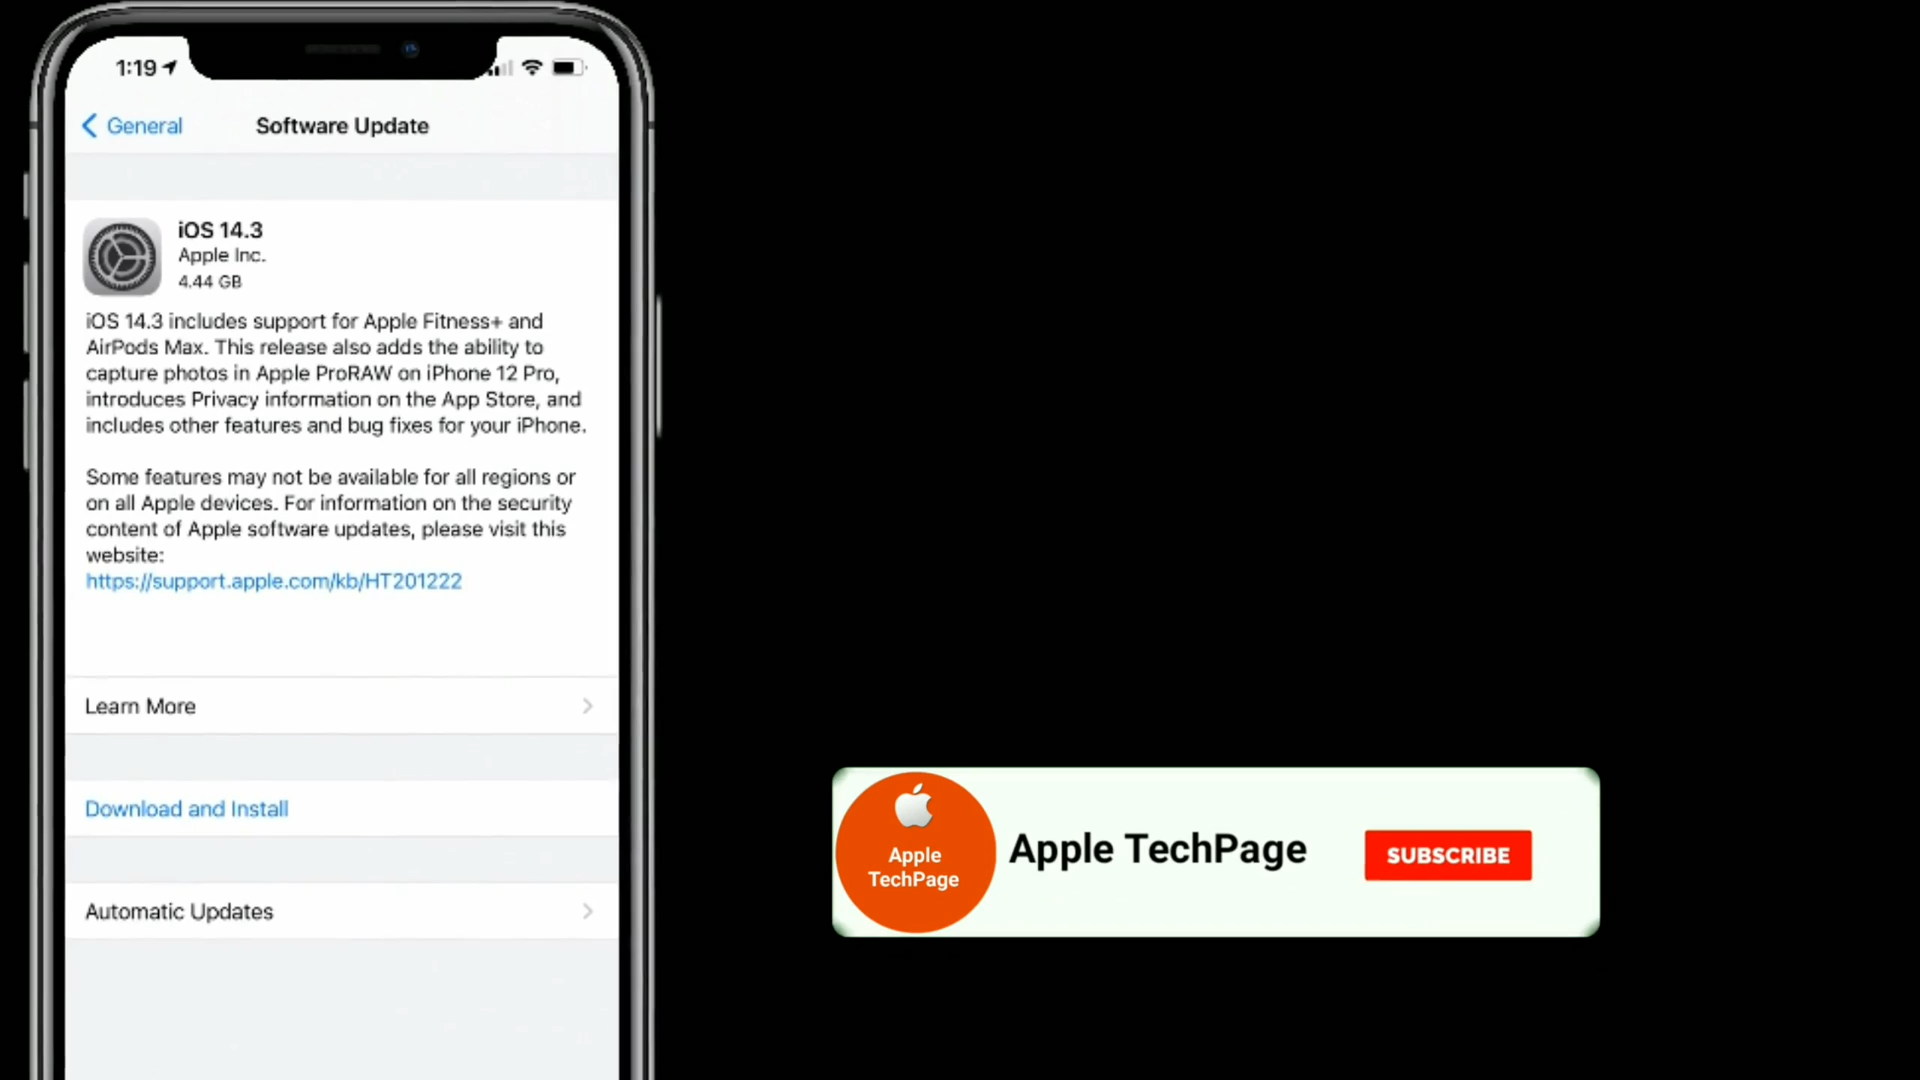 1:19
General
Software Update
iOS 14.3
Apple Inc.
4.44 GB
iOS 14.3 includes support for Apple Fitness+ and
AirPods Max. This release also adds the ability to
capture photos in Apple ProRAW on iPhone 12 Pro,
introduces Privacy information on the App Store, and
includes other features and bug fixes for your iPhone.
Some features may not be available for all regions or
on all Apple devices. For information on the security
content of Apple software updates, please visit this
website:
https://support.apple.com/kb/HT201222
Learn More
Download and Install
Automatic Updates
Apple
TechPage
Apple TechPage
SUBSCRIBE